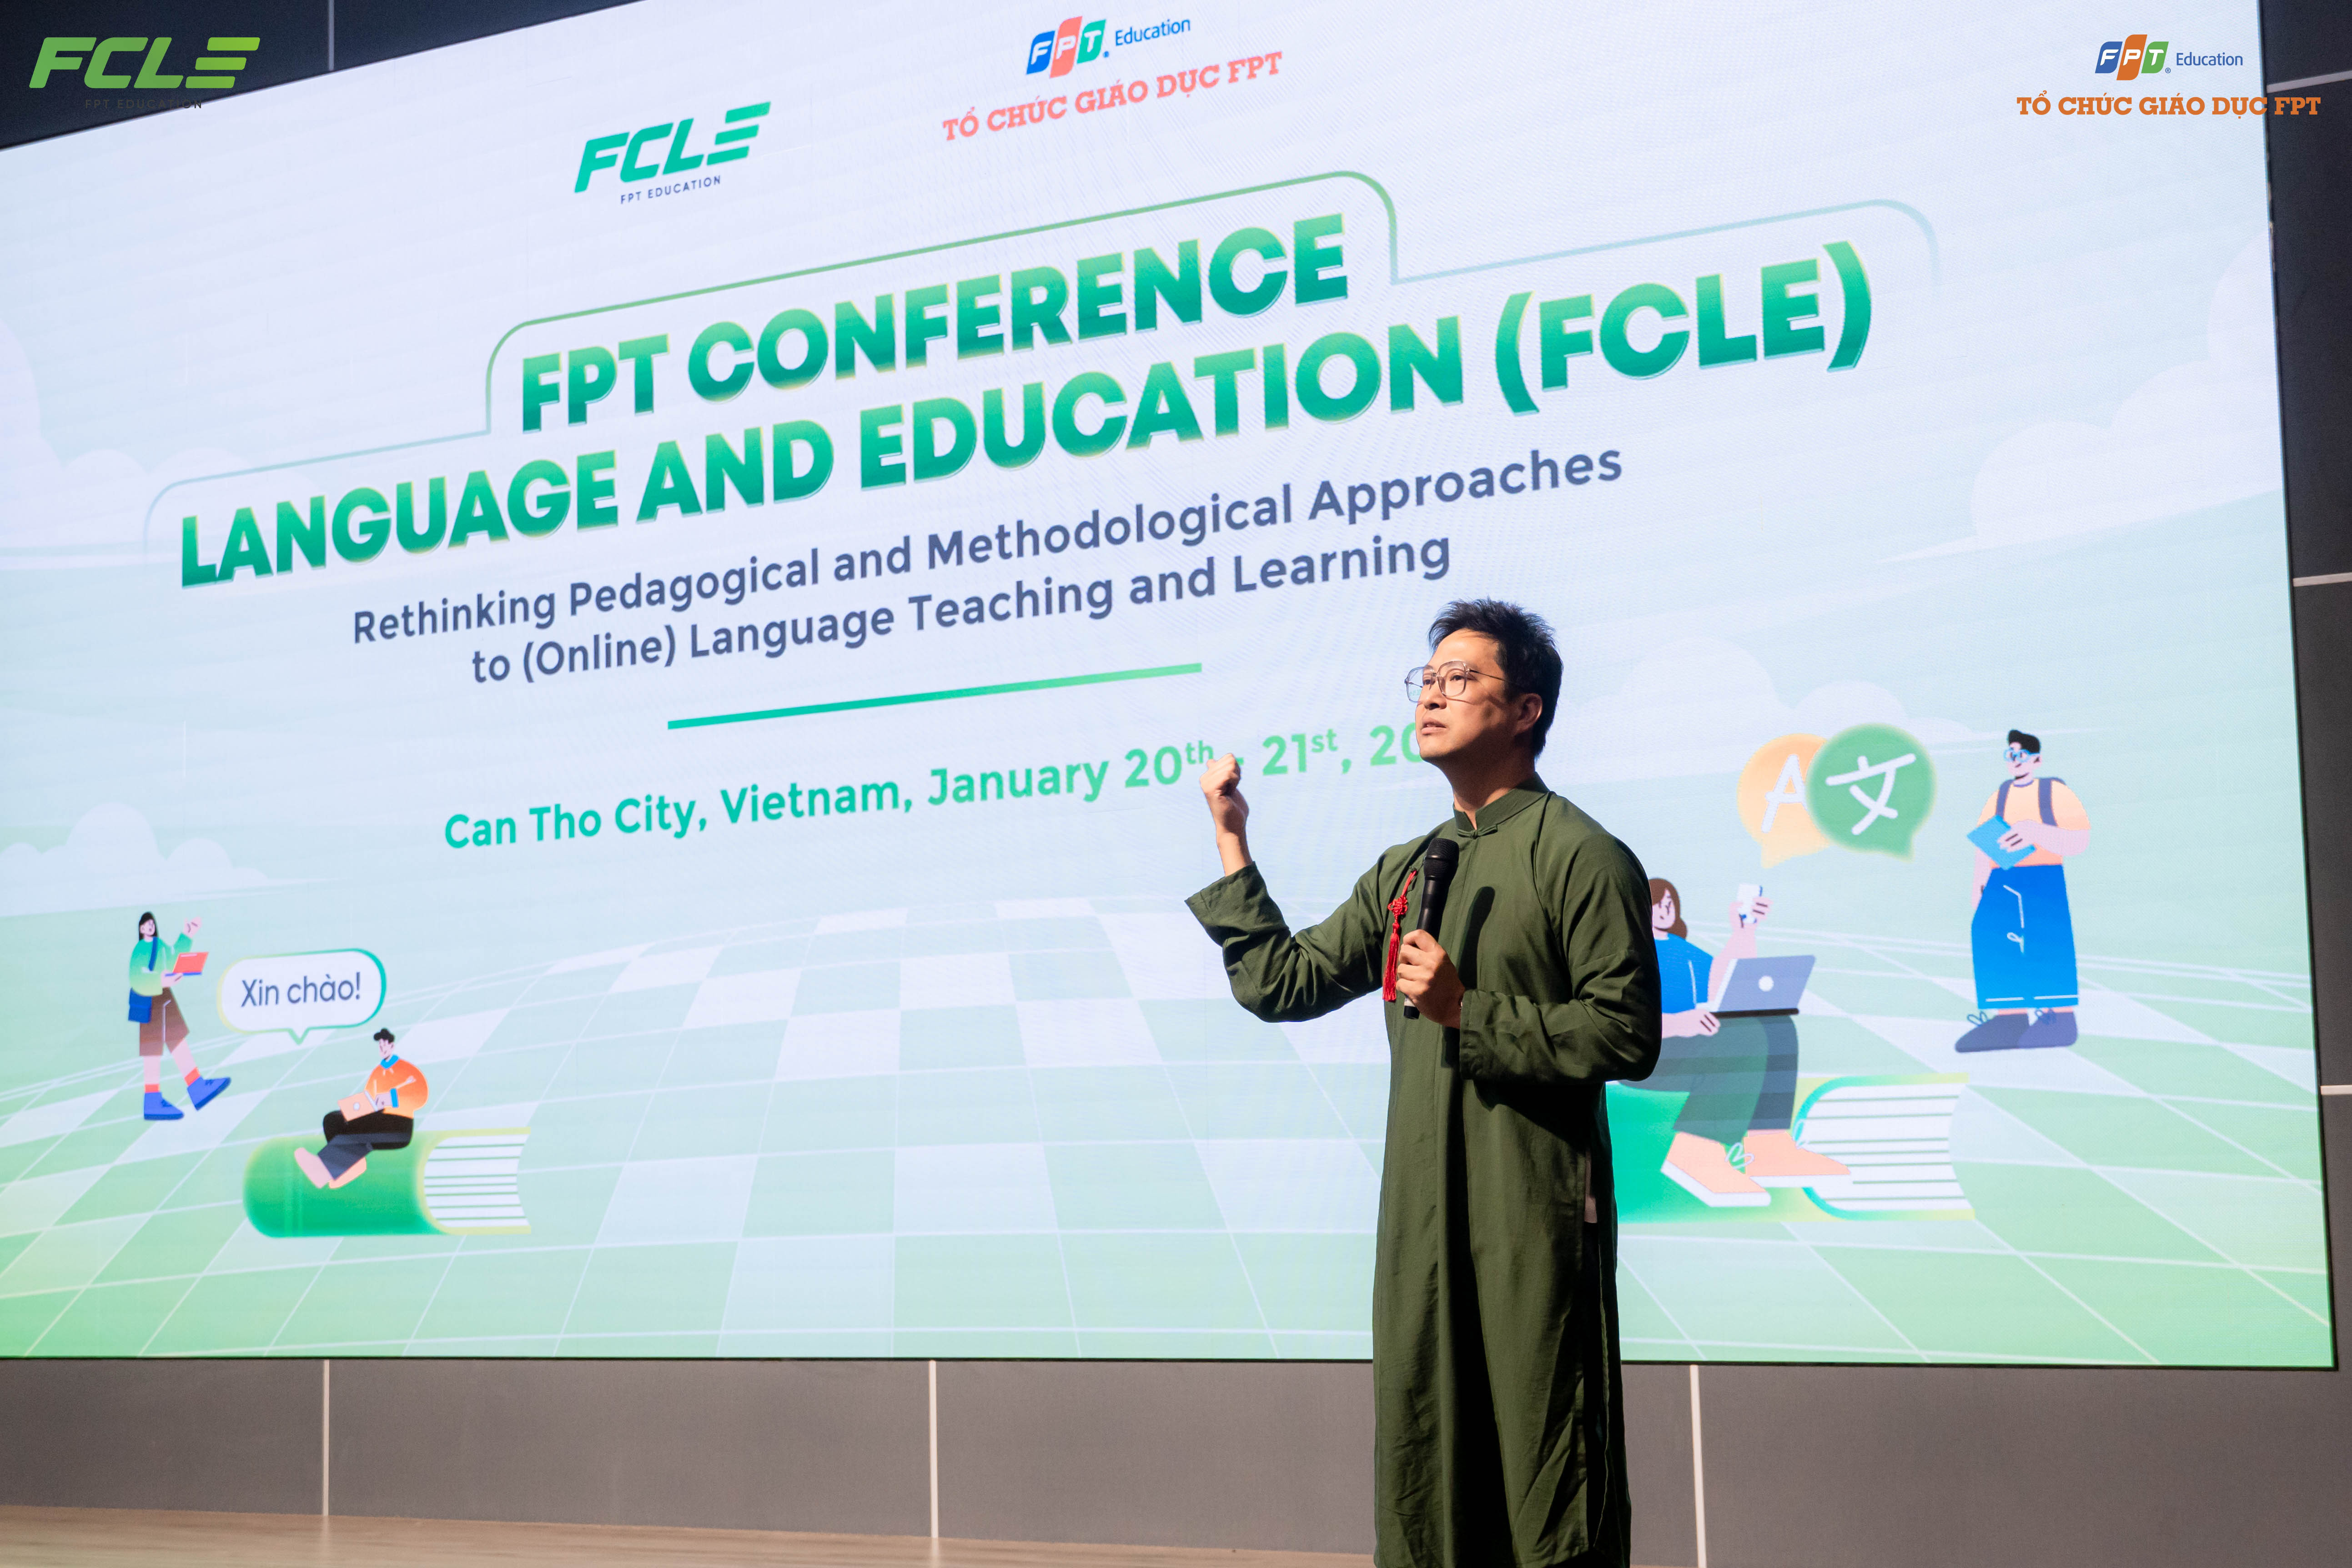 FCLE
FPT EDUCATION
FPT Education
TỔ CHỨC GIÁO DỤC FPT
FPT Education
TỔ CHỨC GIÁO DỤC FPT
FCLE
FPT EDUCATION
FPT CONFERENCE
LANGUAGE AND EDUCATION (FCLE)
Rethinking Pedagogical and Methodological Approaches
to (Online) Language Teaching and Learning
Can Tho City, Vietnam, January 20th - 21st, 20
A 文
Xin chào!